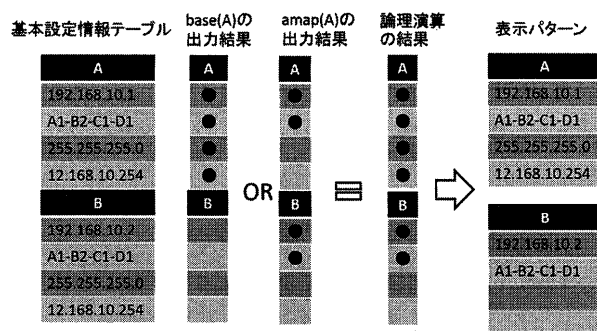 基本設定情報テーブル
base(A)の
出力結果
amap(A)の
出力結果
論理演算
の結果
表示パターン
A
A
A
A
A
192.168.10.1
192.168.10.1
A1-B2-C1-D1
A1-B2-C1-D1
255.255.255.0
255.255.255.0
12.168.10.254
12.168.10.254
OR
=
B
B
B
B
B
192.168.10.2
192.168.10.2
A1-B2-C1-D1
A1-B2-C1-D1
255.255.255.0
12.168.10.254